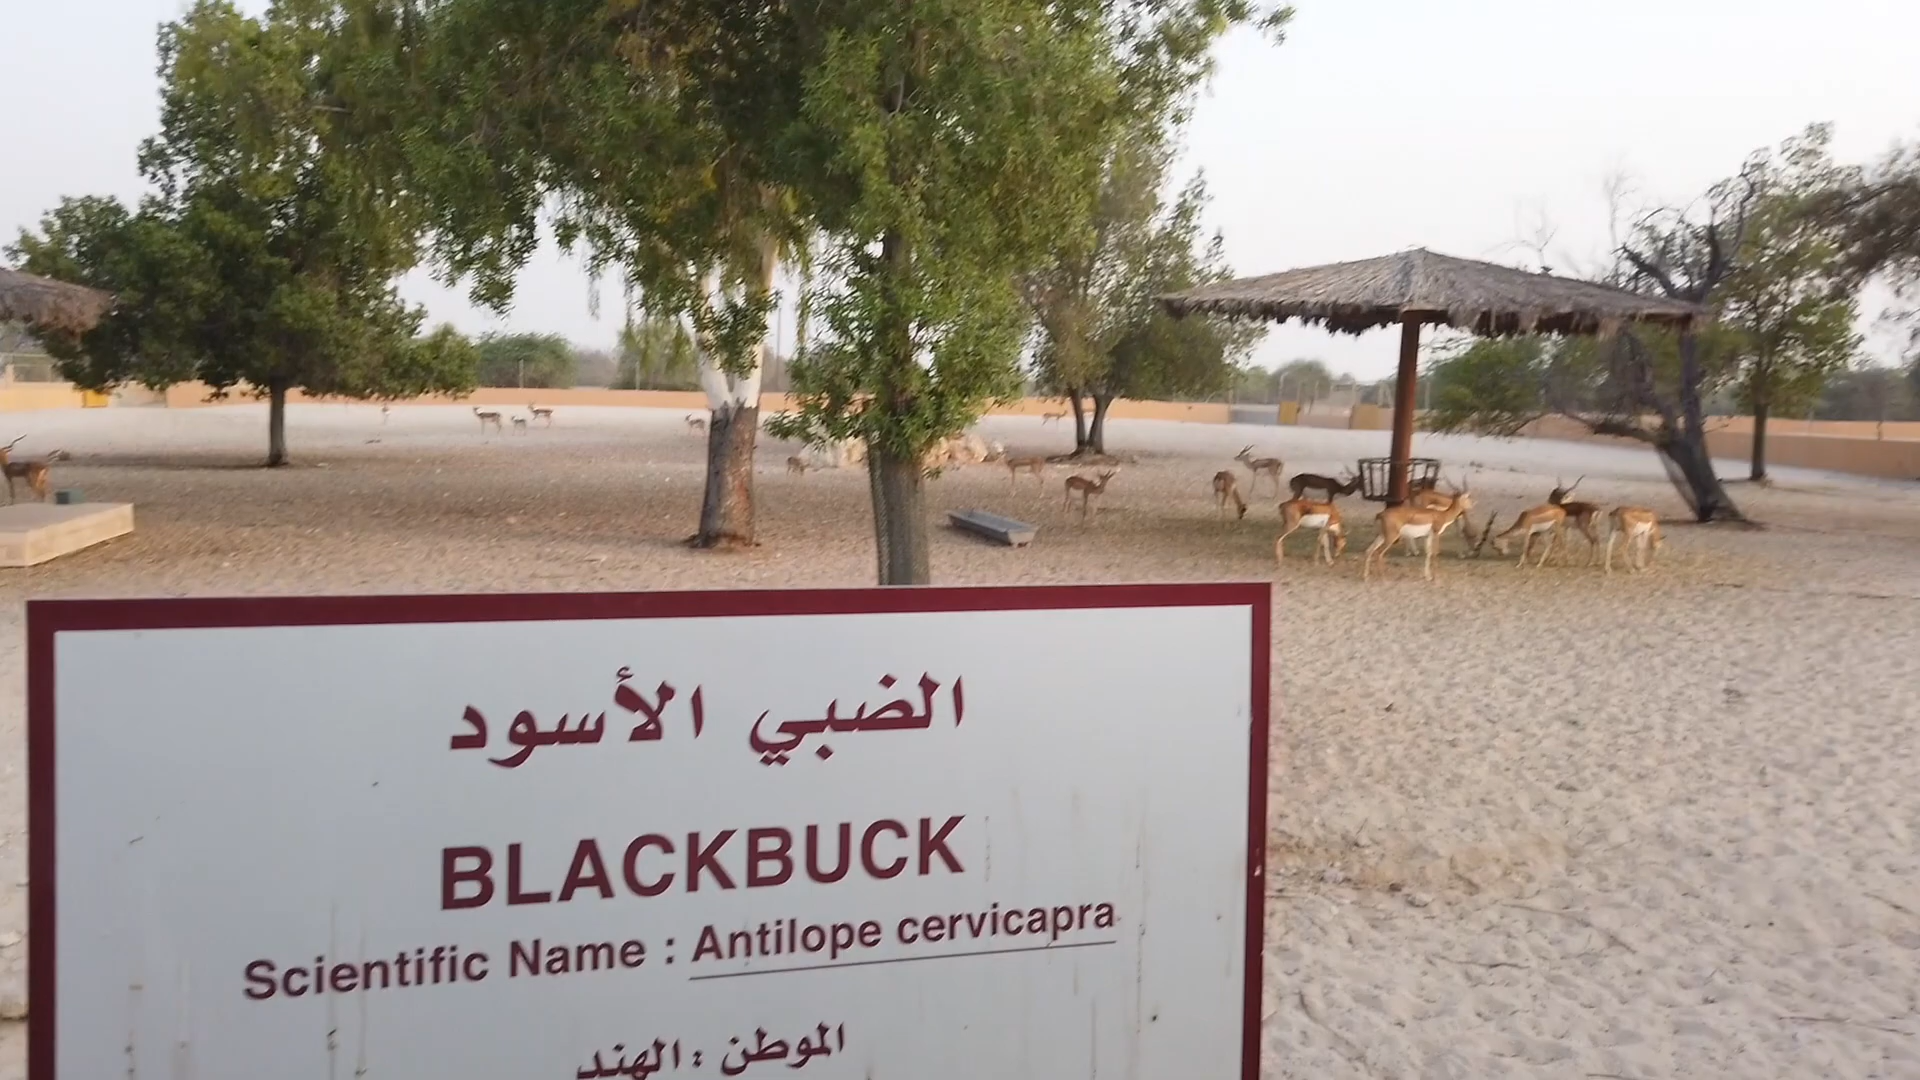 الضبي الأسود
BLACKBUCK
Scientific Name : Antilope cervicapra
الموطن : الهند